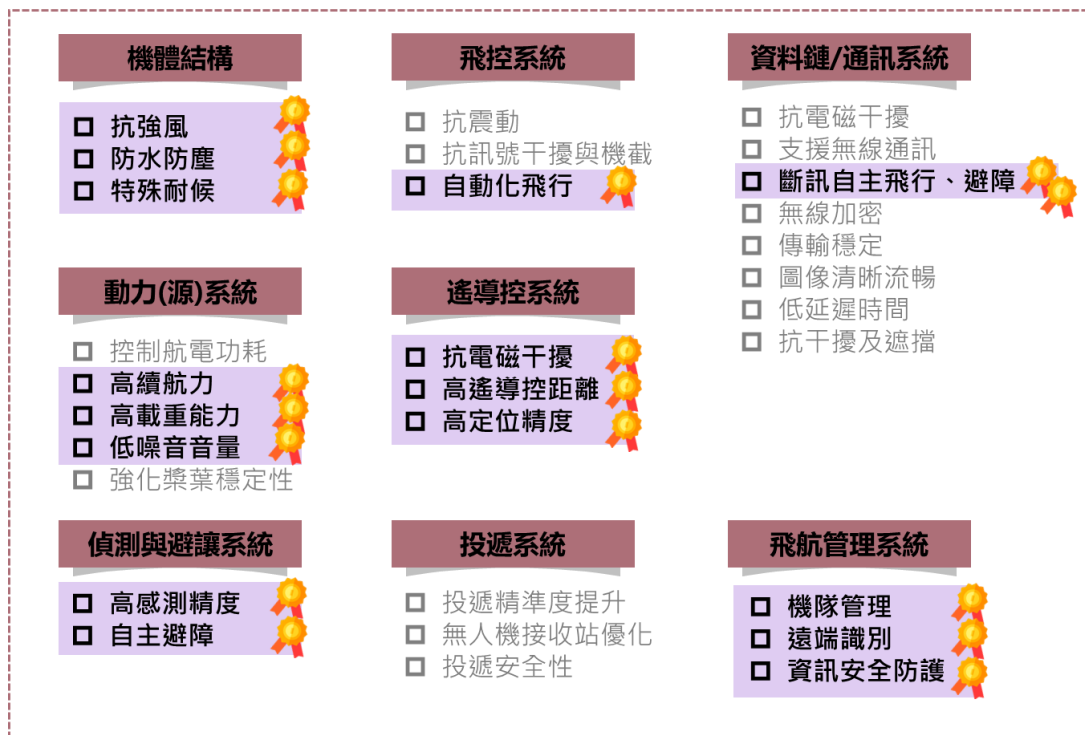 機體結構
□ 抗強風
□ 防水防塵
□ 特殊耐候
飛控系統
□ 抗震動
□ 抗訊號干擾與機截
□ 自動化飛行
資料鏈/通訊系統
□ 抗電磁干擾
□ 支援無線通訊
□ 斷訊自主飛行、避障
□ 無線加密
□ 傳輸穩定
□ 圖像清晰流暢
□ 低延遲時間
□ 抗干擾及遮擋
動力(源)系統
□ 控制航電功耗
□ 高續航力
□ 高載重能力
□ 低噪音音量
□ 強化槳葉穩定性
遙導控系統
□ 抗電磁干擾
□ 高遙導控距離
□ 高定位精度
偵測與避讓系統
□ 高感測精度
□ 自主避障
投遞系統
□ 投遞精準度提升
□ 無人機接收站優化
□ 投遞安全性
飛航管理系統
□ 機隊管理
□ 遠端識別
□ 資訊安全防護